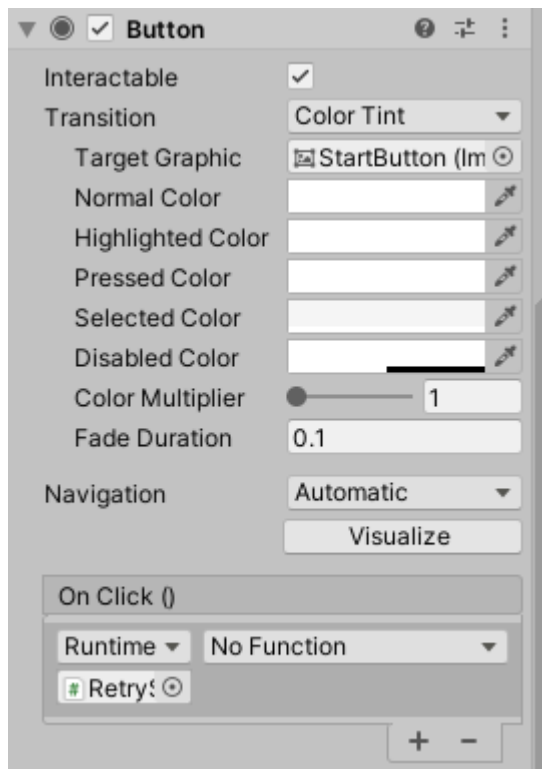 Button
Interactable
Transition Color Tint
Target Graphic StartButton (Im
Normal Color
Highlighted Color
Pressed Color
Selected Color
Disabled Color
Color Multiplier 1
Fade Duration 0.1
Navigation Automatic
Visualize
On Click ()
Runtime No Function
# Retry